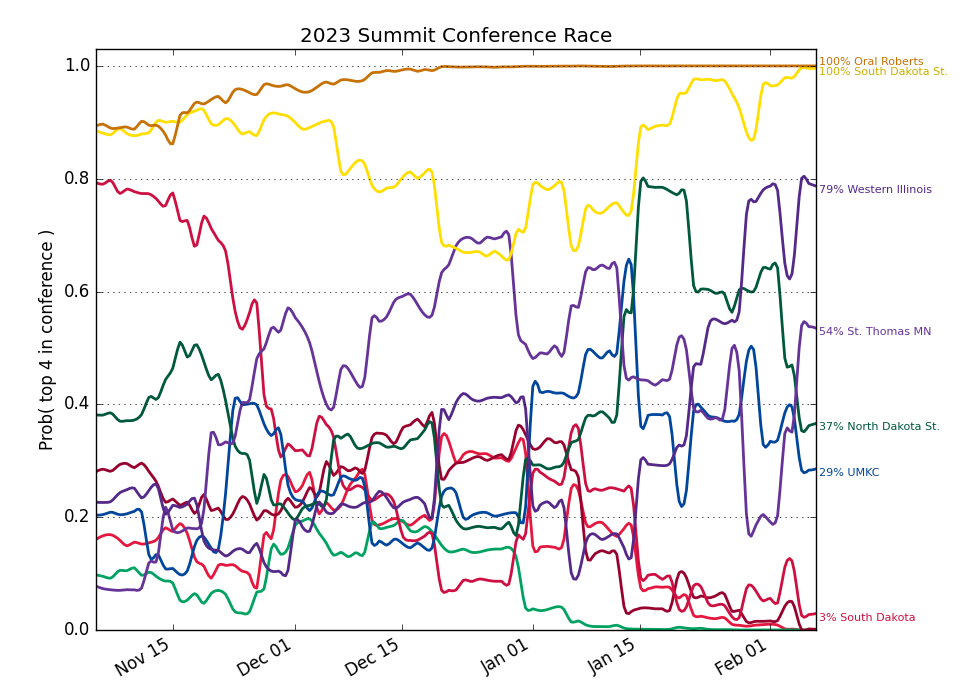 2023 Summit Conference Race
Prob( top 4 in conference )
1.0
0.8
0.6
0.4
0.2
0.0
Nov 15
Dec 01
Dec 15
Jan 01
Jan 15
Feb 01
100% Oral Roberts
100% South Dakota St.
79% Western Illinois
54% St. Thomas MN
37% North Dakota St.
29% UMKC
3% South Dakota